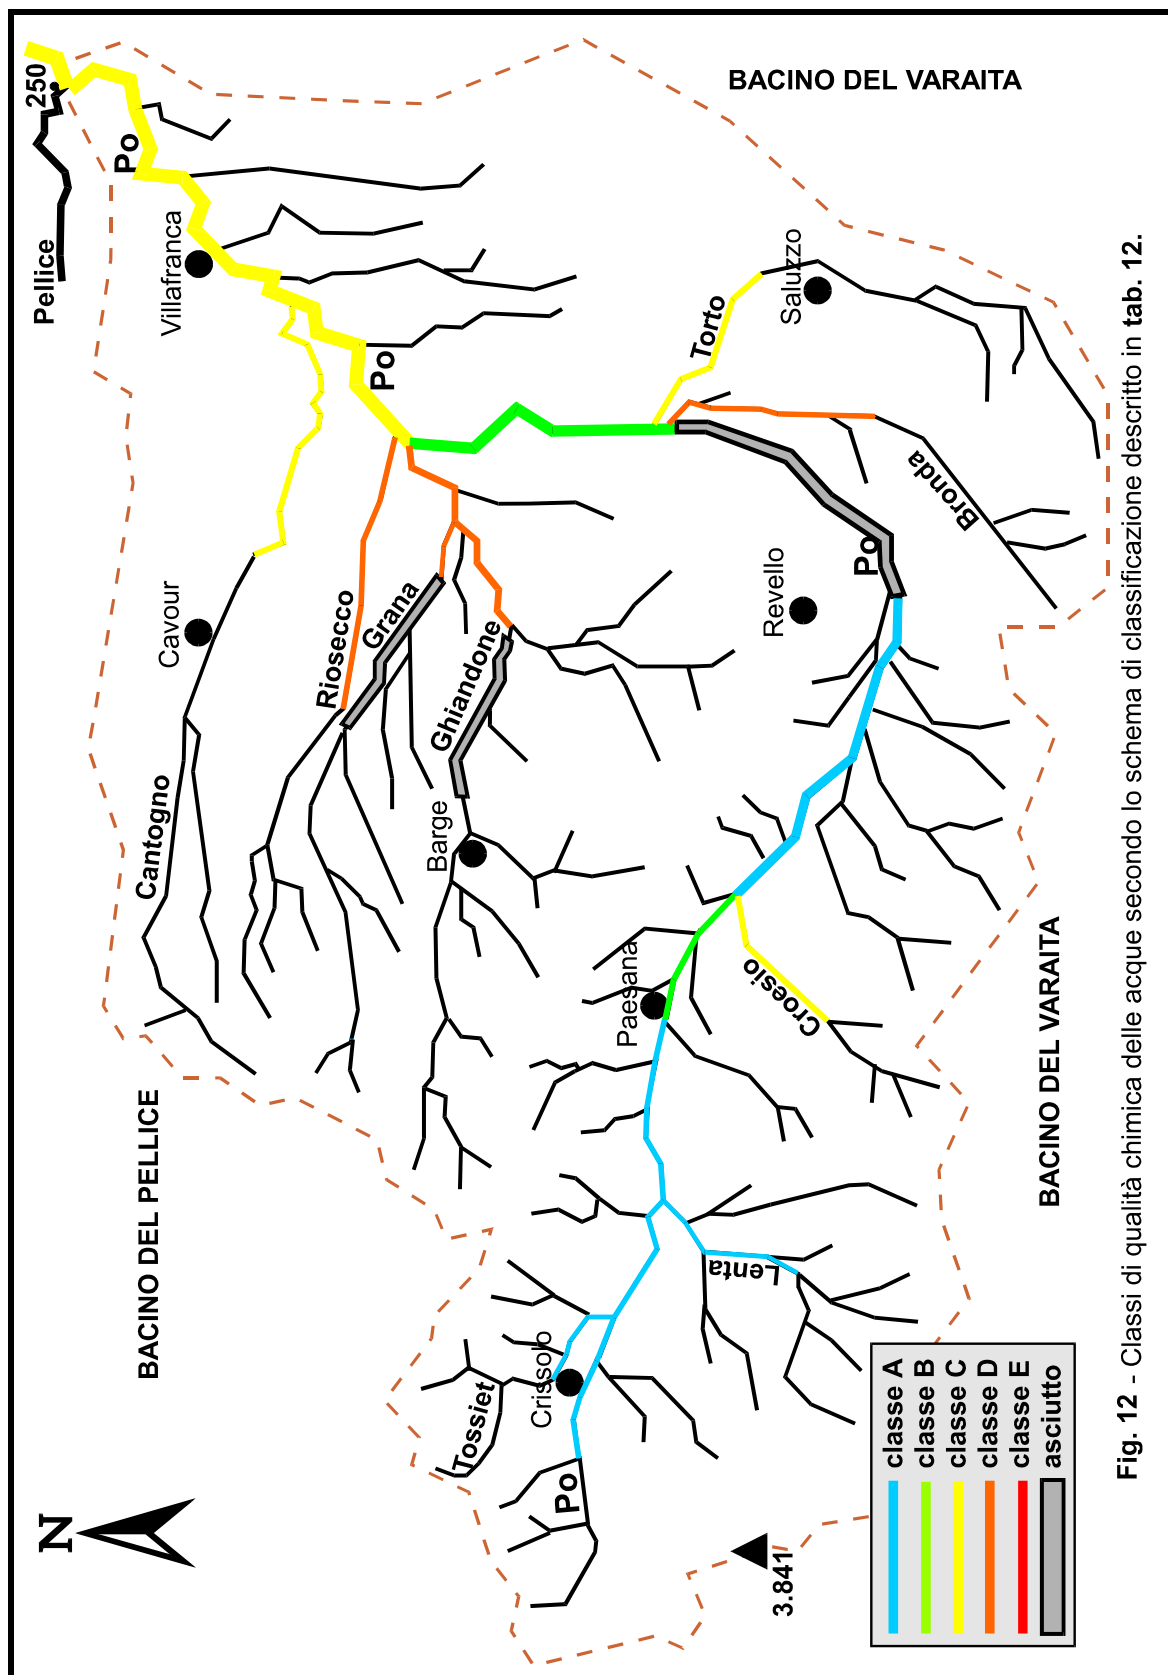 N
BACINO DEL PELLICE
Pellice
250
Po
Villafranca
Cavour
Cantogno
Riosecco
Grana
Ghiandone
Barge
Po
BACINO DEL VARAITA
Torto
Saluzzo
Bronda
Po
Revello
Paesana
Croesio
BACINO DEL VARAITA
Lenta
Tossiet
Crissolo
Po
3.841
classe A
classe B
classe C
classe D
classe E
asciutto
Fig. 12 - Classi di qualità chimica delle acque secondo lo schema di classificazione descritto in tab. 12.